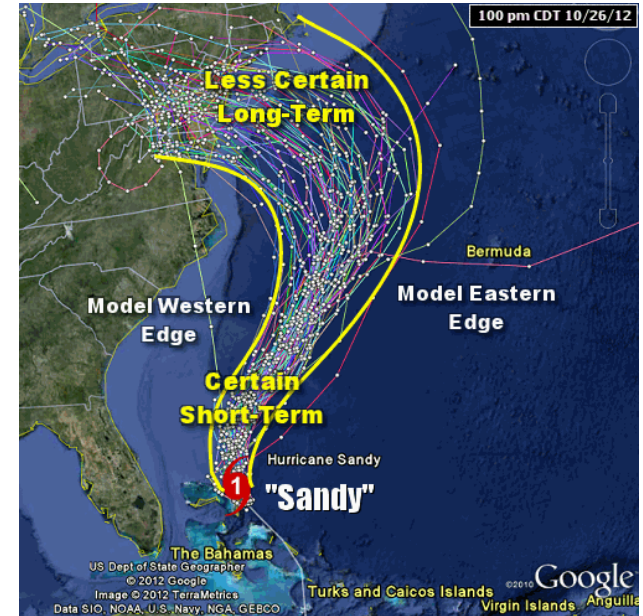 100 pm CDT 10/26/12
Less Certain
Long-Term
Bermuda
Model Western
Edge
Model Eastern
Edge
Certain
Short-Term
Hurricane Sandy
1
"Sandy"
The Bahamas
US Dept of State Geographer
© 2012 Google
Image © 2012 TerraMetrics
Data SIO, NOAA, U.S. Navy, NGA, GEBCO
Turks and Caicos Islands
©2010 Google
Virgin Islands
Anguilla